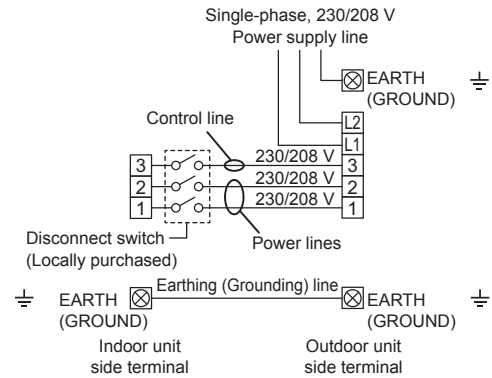 Single-phase, 230/208 V
Power supply line
EARTH
(GROUND)
Control line
L2
L1
3 230/208 V 3
2 230/208 V 2
1 230/208 V 1
Disconnect switch
(Locally purchased)
Power lines
Earthing (Grounding) line
EARTH
(GROUND)
EARTH
(GROUND)
Indoor unit
side terminal
Outdoor unit
side terminal